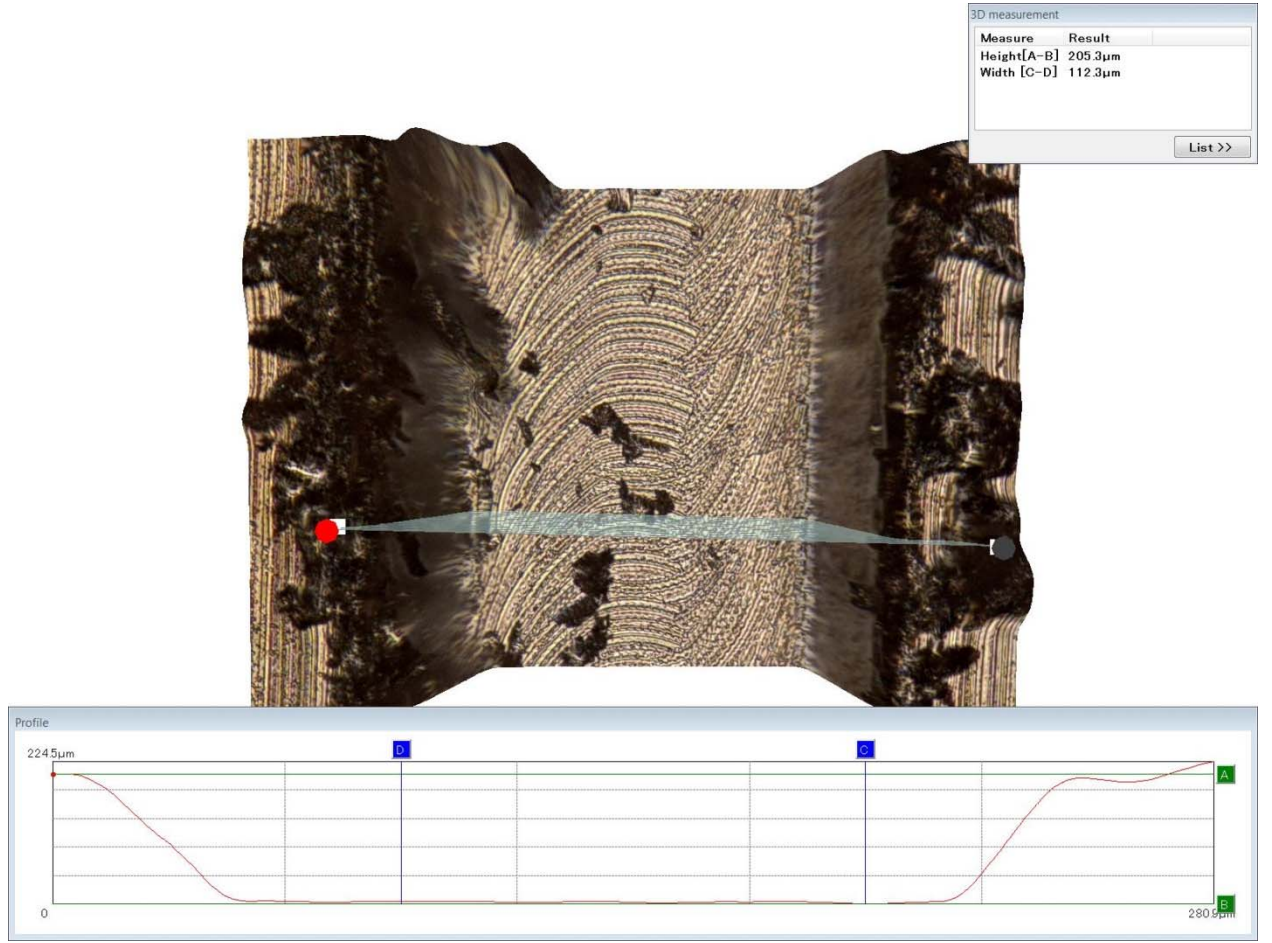 3D measurement
Measure Result
Height[A-B] 205.3µm
Width [C-D] 112.3µm
List >>
Profile
224.5µm
D
C
A
B
0
280.9µm